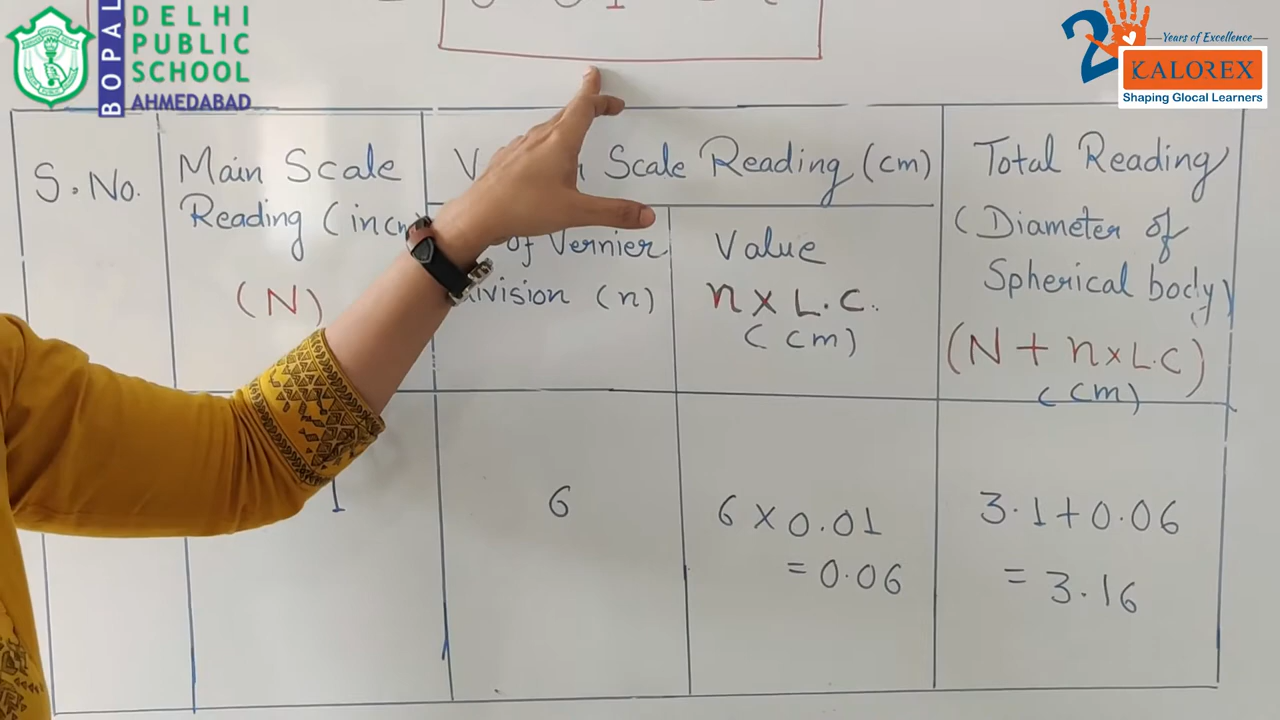 BOPAL
DELHI
PUBLIC
SCHOOL
AHMEDABAD
Years of Excellence
KALOREX
Shaping Glocal Learners
S.No.
Main Scale
Reading (in cm
(N)
Scale Reading (cm)
of Vernier
division (n)
Value
n x L.C.
(cm)
Total Reading
(Diameter of
Spherical body)
(N + n x L.C)
(cm)
1
6
6 x 0.01
= 0.06
3.1 + 0.06
= 3.16